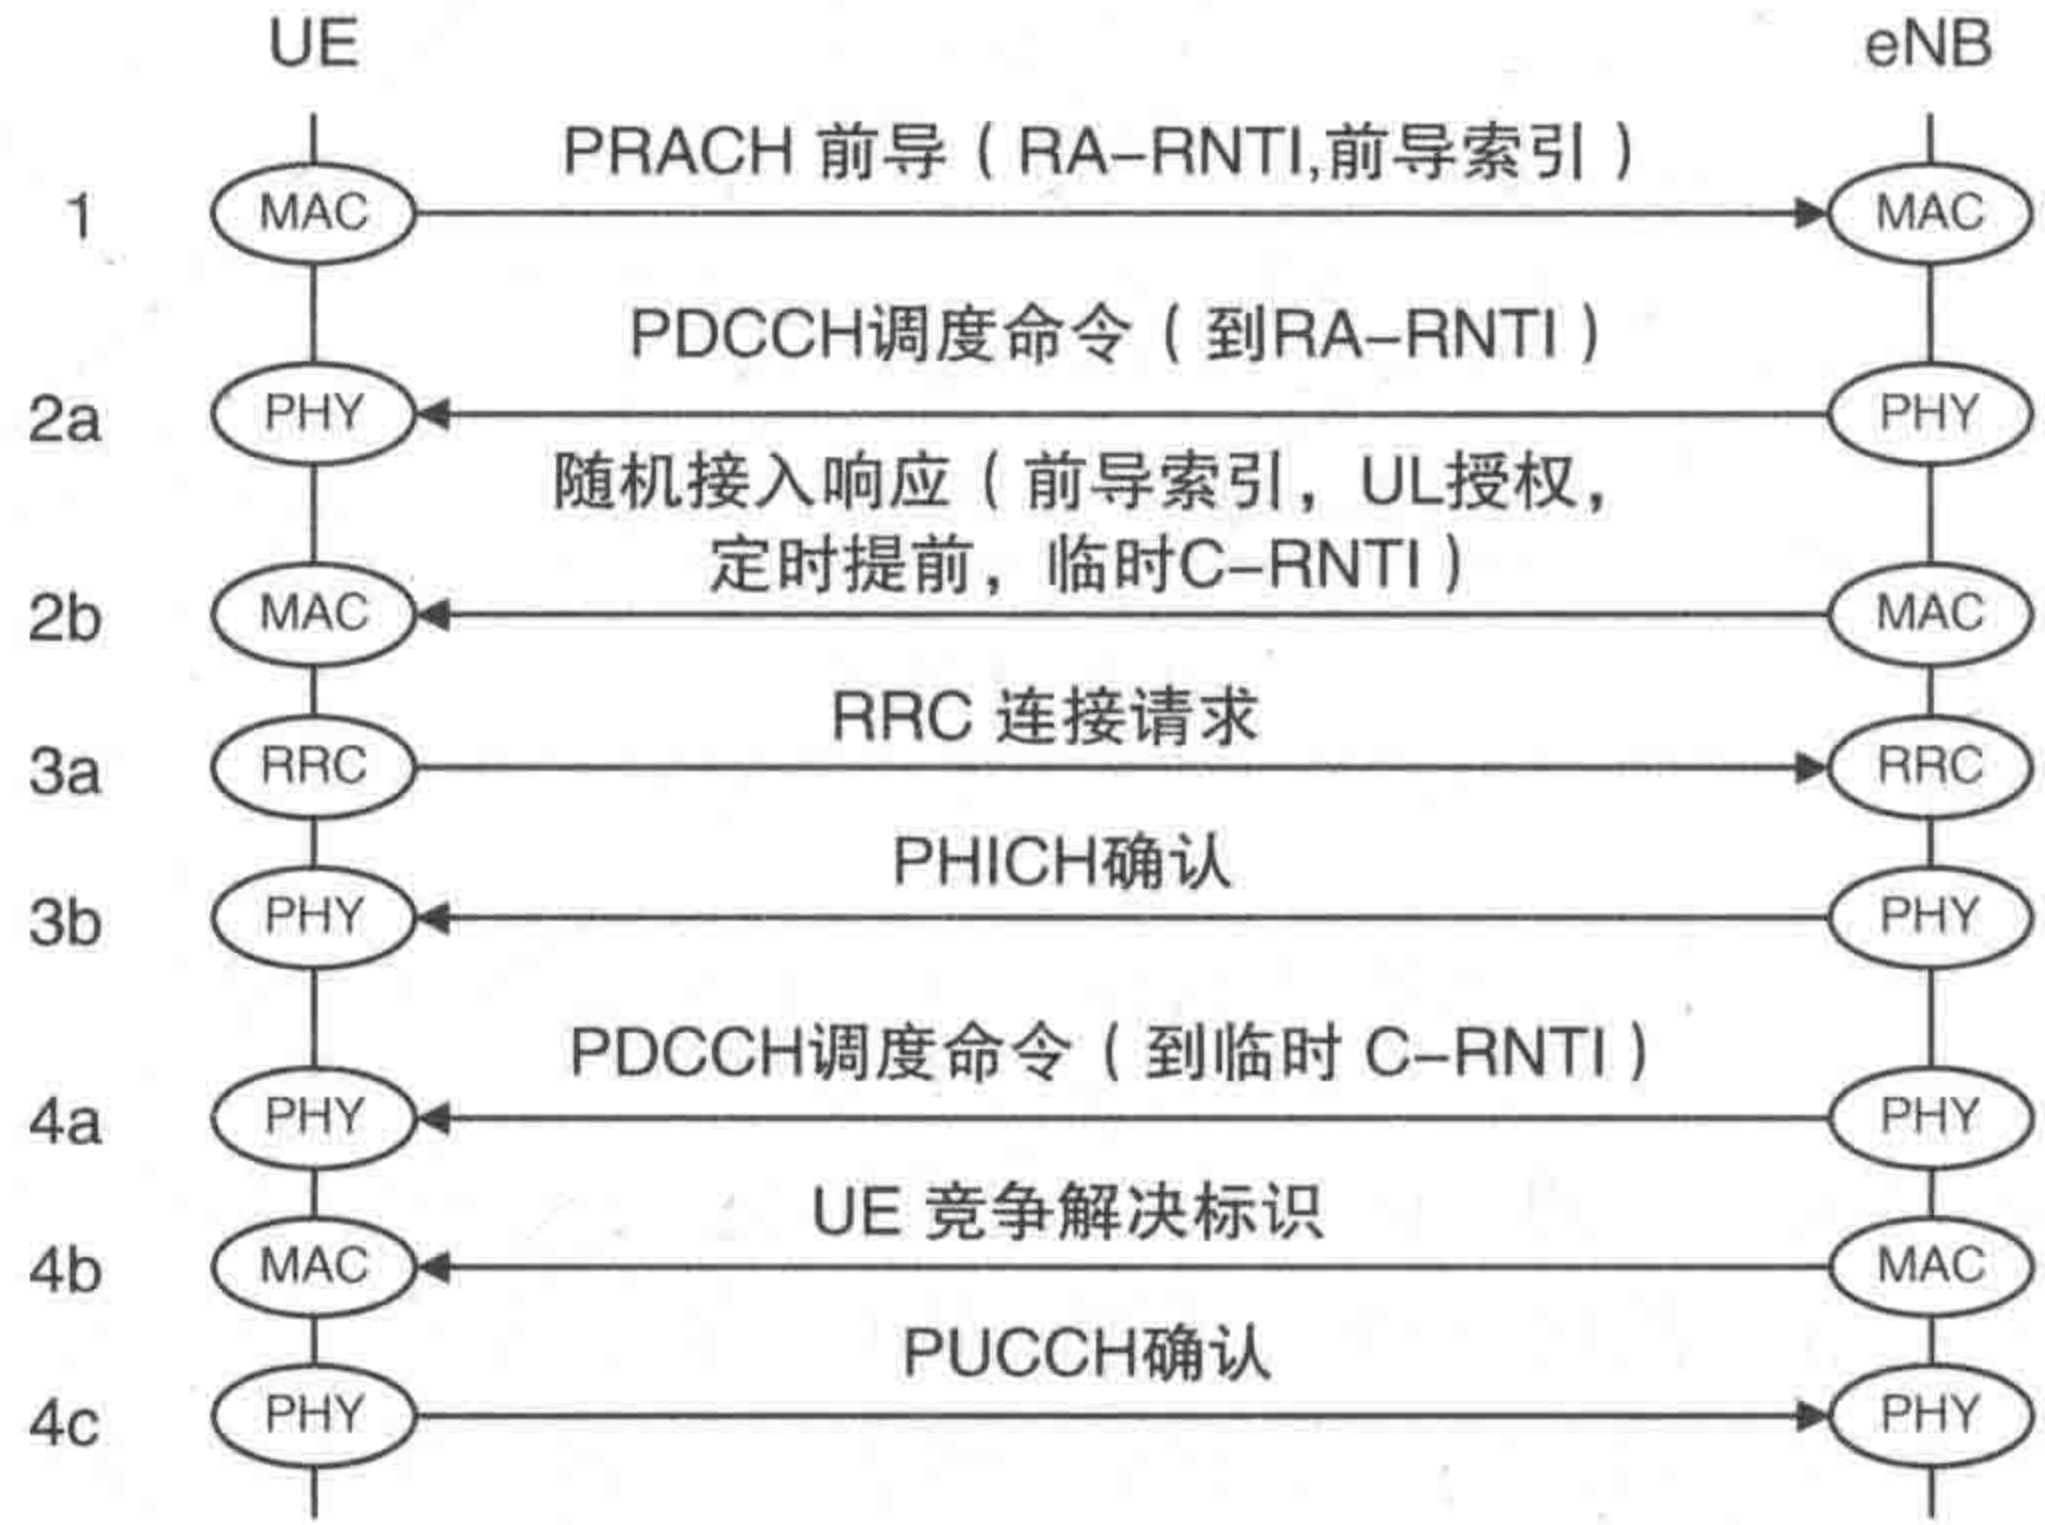 UE eNB
PRACH 前导（RA–RNTI,前导索引）
1 MAC MAC
PDCCH调度命令（到RA–RNTI）
2a PHY PHY
随机接入响应（前导索引，UL授权，
定时提前，临时C–RNTI）
2b MAC MAC
RRC 连接请求
3a RRC RRC
PHICH确认
3b PHY PHY
PDCCH调度命令（到临时 C–RNTI）
4a PHY PHY
UE 竞争解决标识
4b MAC MAC
PUCCH确认
4c PHY PHY